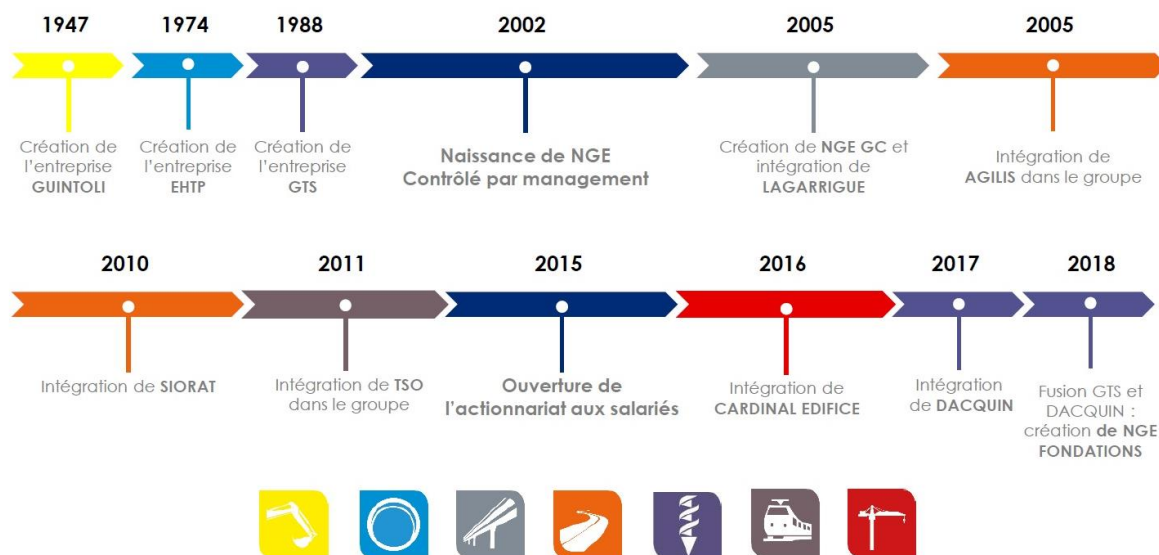 1947
1974
1988
2002
2005
2005
Création de
l’entreprise
GUINTOLI
Création de
l’entreprise
EHTP
Création de
l’entreprise
GTS
Naissance de NGE
Contrôlé par management
Création de NGE GC et
intégration de
LAGARRIGUE
Intégration de
AGILIS dans le groupe
2010
2011
2015
2016
2017
2018
Intégration de SIORAT
Intégration de TSO
dans le groupe
Ouverture de
l’actionnariat aux salariés
Intégration de
CARDINAL EDIFICE
Intégration
de DACQUIN
Fusion GTS et
DACQUIN :
création de NGE
FONDATIONS